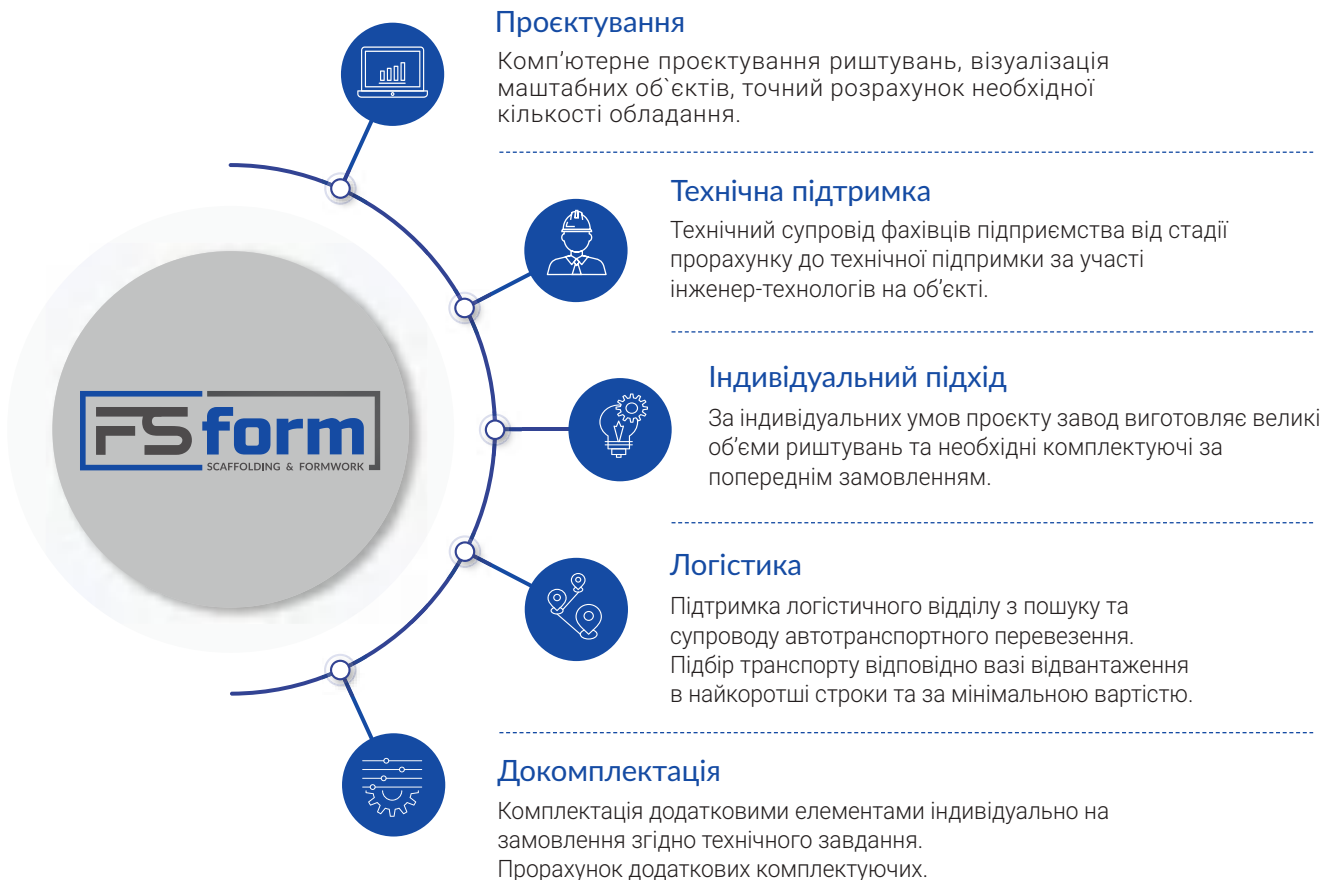 Проєктування
Комп’ютерне проєктування риштувань, візуалізація
маштабних об`єктів, точний розрахунок необхідної
кількості обладання.
Технічна підтримка
Технічний супровід фахівців підприємства від стадії
прорахунку до технічної підпримки за участі
інженер-технологів на об’єкті.
FSform
SCAFFOLDING & FORMWORK
Індивідуальний підхід
За індивідуальних умов проєкту завод виготовляє великі
об’єми риштувань та необхідні комплектуючі за
попереднім замовленням.
Логістика
Підтримка логістичного відділу з пошуку та
супроводу автотранспортного перевезення.
Підбір транспорту відповідно вазі відвантаження
в найкоротші строки та за мінімальною вартістю.
Докомплектація
Комплектація додатковими елементами індивідуально на
замовлення згідно технічного завдання.
Прорахунок додаткових комплектуючих.